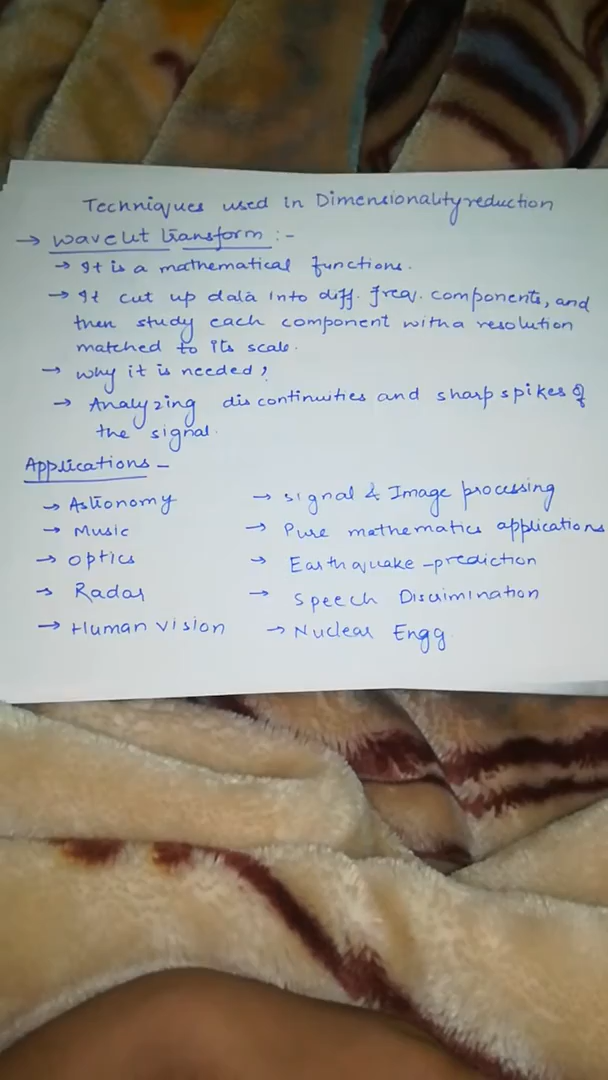 Techniques used in Dimensionality reduction
→ wavelet transform :-
→ It is a mathematical functions.
→ It cut up data into diff. freq. components, and
then study each component with a resolution
matched to its scale.
→ why it is needed?
→ Analyzing discontinuities and sharp spikes of
the signal.
Applications -
→ Astronomy
→ Music
→ optics
→ Radar
→ Human vision
→ signal & Image processing
→ Pure mathematics applications
→ Earthquake - prediction
→ Speech Discrimination
→ Nuclear Engg